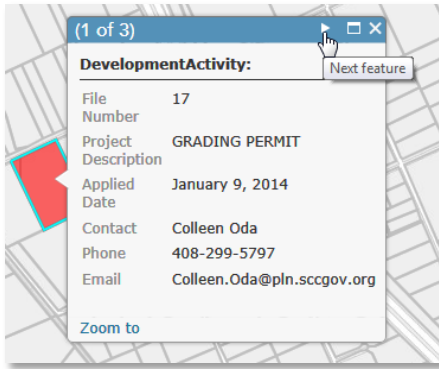 (1 of 3)
Next feature
DevelopmentActivity:
File Number 17
Project Description GRADING PERMIT
Applied Date January 9, 2014
Contact Colleen Oda
Phone 408-299-5797
Email Colleen.Oda@pln.sccgov.org
Zoom to